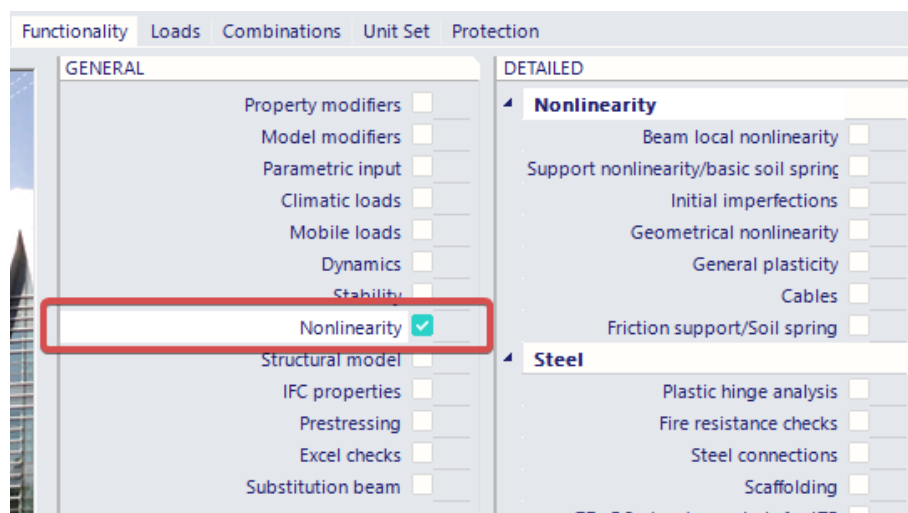 Functionality Loads Combinations Unit Set Protection
GENERAL
Property modifiers
Model modifiers
Parametric input
Climatic loads
Mobile loads
Dynamics
Stability
Nonlinearity
Structural model
IFC properties
Prestressing
Excel checks
Substitution beam
DETAILED
Nonlinearity
Beam local nonlinearity
Support nonlinearity/basic soil spring
Initial imperfections
Geometrical nonlinearity
General plasticity
Cables
Friction support/Soil spring
Steel
Plastic hinge analysis
Fire resistance checks
Steel connections
Scaffolding